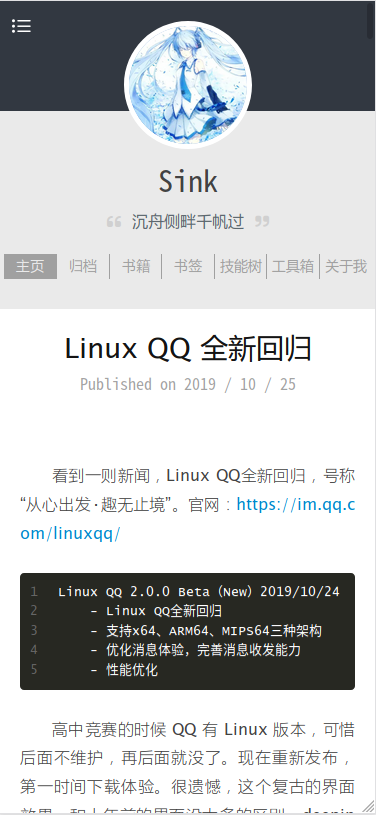 Sink
“ 沉舟侧畔千帆过 ”
主页 归档 书籍 书签 技能树 工具箱 关于我
Linux QQ 全新回归
Published on 2019 / 10 / 25
看到一则新闻，Linux QQ全新回归，号称
“从心出发·趣无止境”。官网：https://im.qq.c
om/linuxqq/
1 Linux QQ 2.0.0 Beta（New）2019/10/24
2 - Linux QQ全新回归
3 - 支持x64、ARM64、MIPS64三种架构
4 - 优化消息体验，完善消息收发能力
5 - 性能优化
高中竞赛的时候 QQ 有 Linux 版本，可惜
后面不维护，再后面就没了。现在重新发布，
第一时间下载体验。很遗憾，这个复古的界面